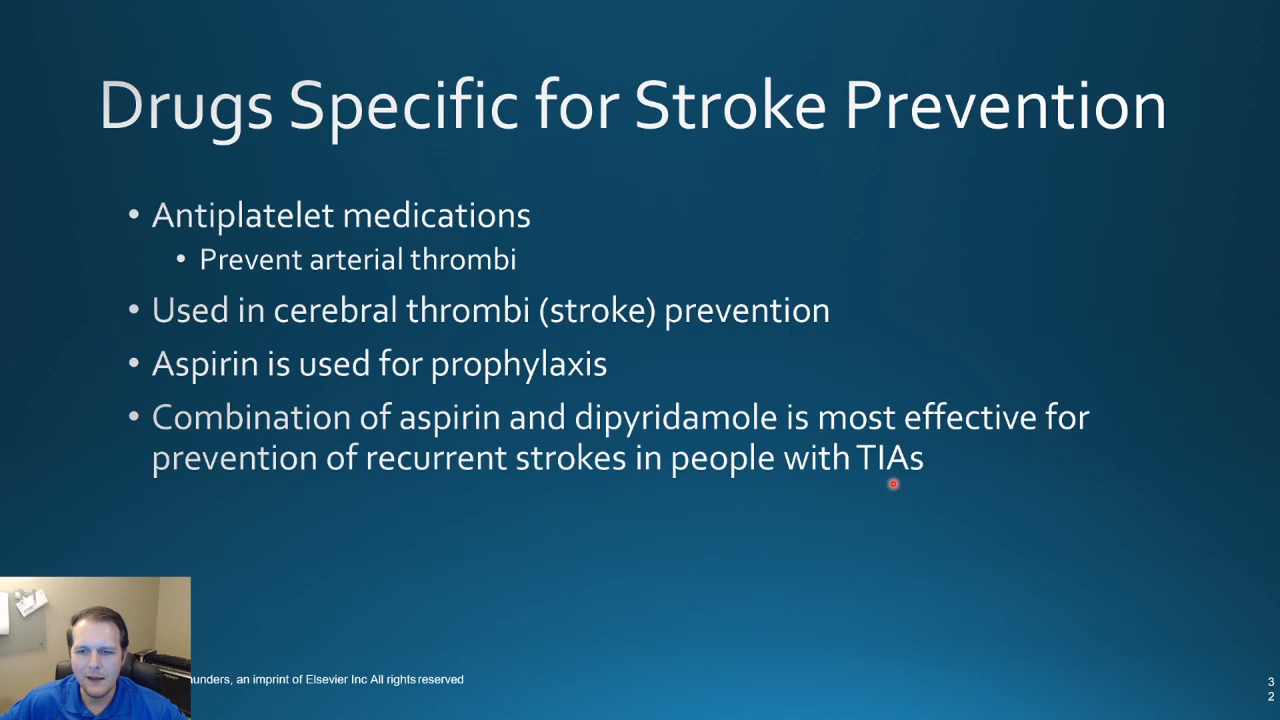 Drugs Specific for Stroke Prevention
• Antiplatelet medications
• Prevent arterial thrombi
• Used in cerebral thrombi (stroke) prevention
• Aspirin is used for prophylaxis
• Combination of aspirin and dipyridamole is most effective for
prevention of recurrent strokes in people with TIAs
an imprint of Elsevier Inc All rights reserved
3
2